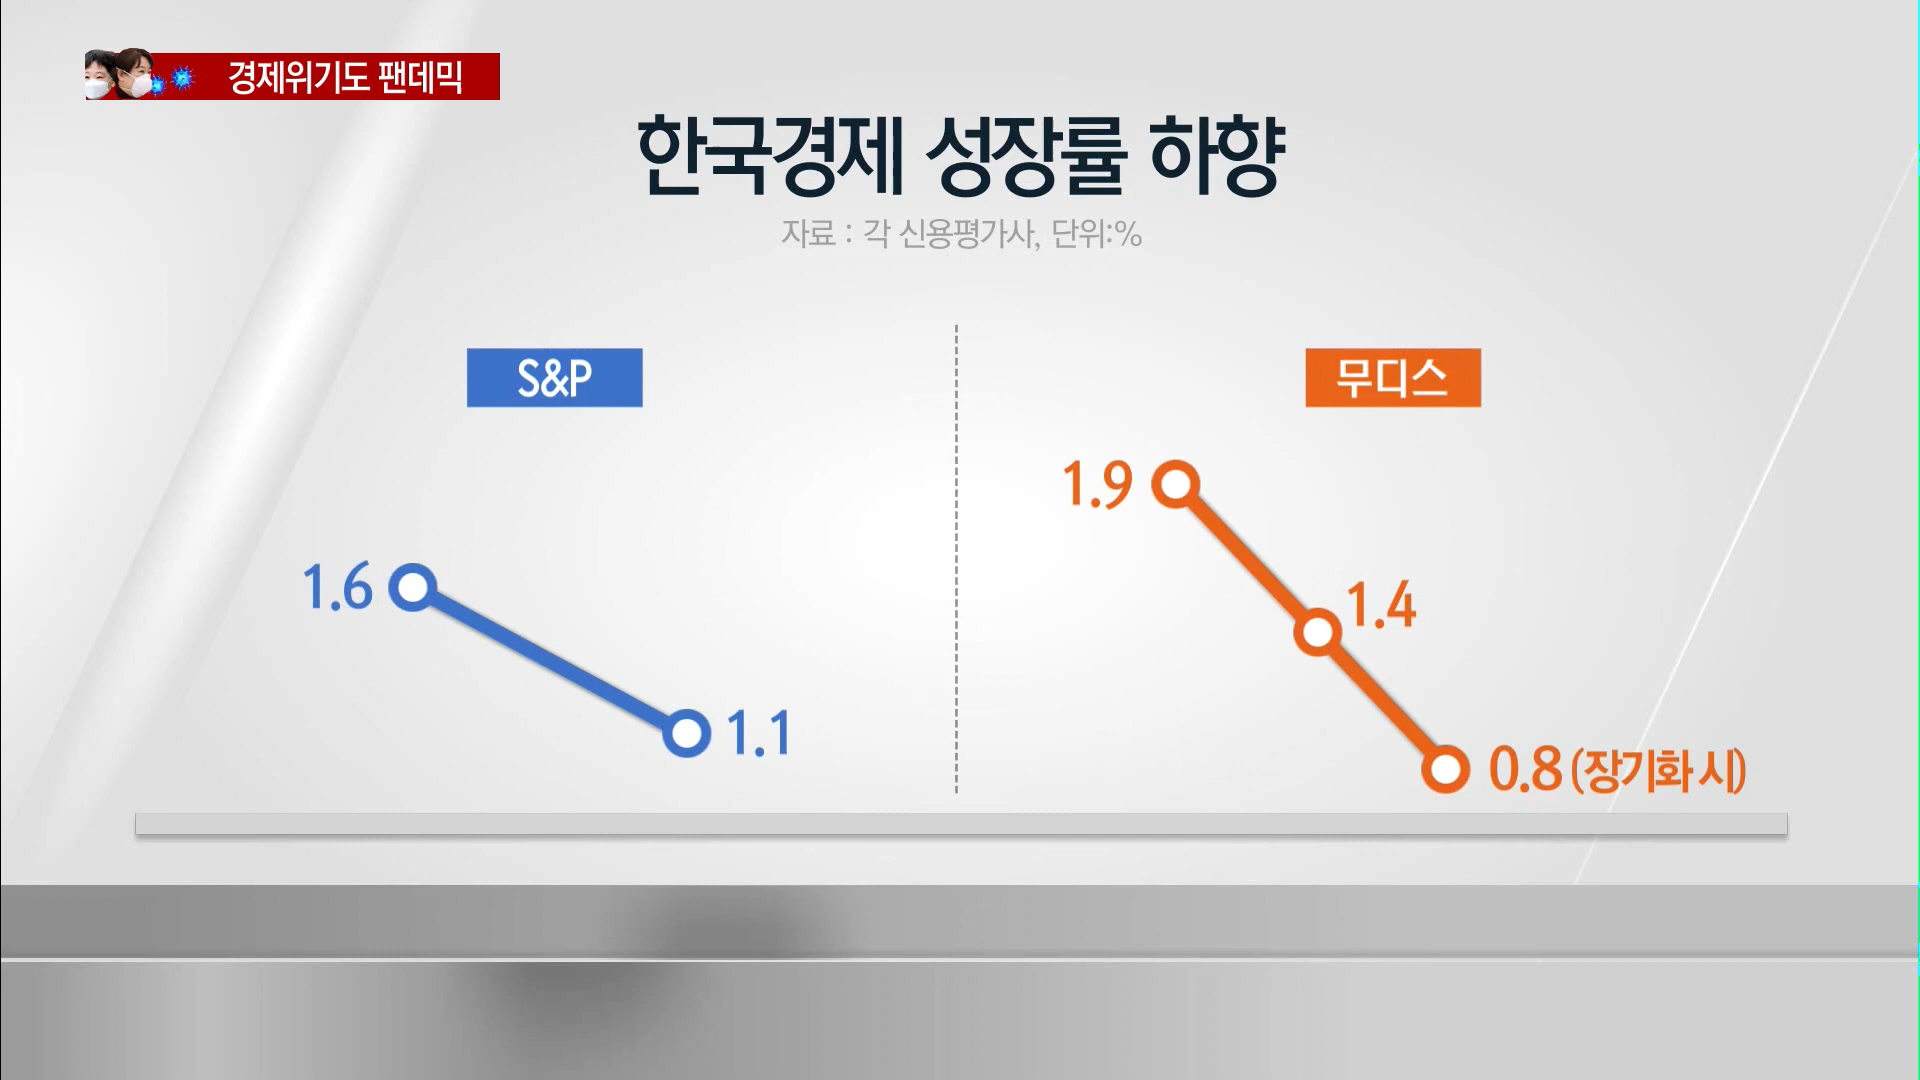 경제위기도 팬데믹
한국경제 성장률 하향
자료 : 각 신용평가사, 단위:%
S&P
1.6
1.1
무디스
1.9
1.4
0.8 (장기화 시)